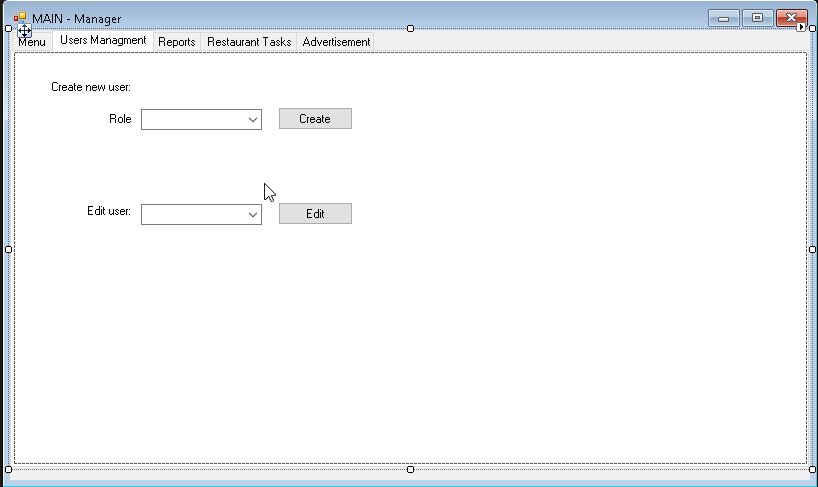 MAIN - Manager
Menu Users Managment Reports Restaurant Tasks Advertisement
Create new user:
Role Create
Edit user: Edit